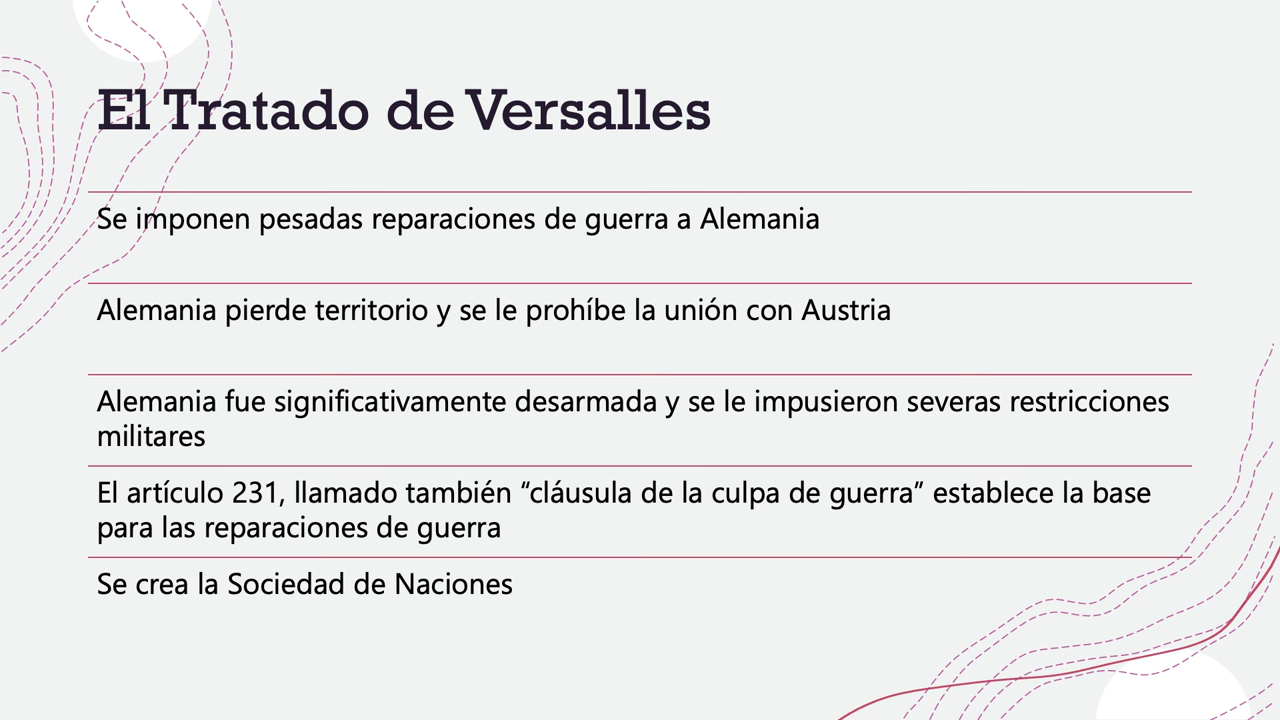 El Tratado de Versalles
Se imponen pesadas reparaciones de guerra a Alemania
Alemania pierde territorio y se le prohíbe la unión con Austria
Alemania fue significativamente desarmada y se le impusieron severas restricciones
militares
El artículo 231, llamado también “cláusula de la culpa de guerra” establece la base
para las reparaciones de guerra
Se crea la Sociedad de Naciones